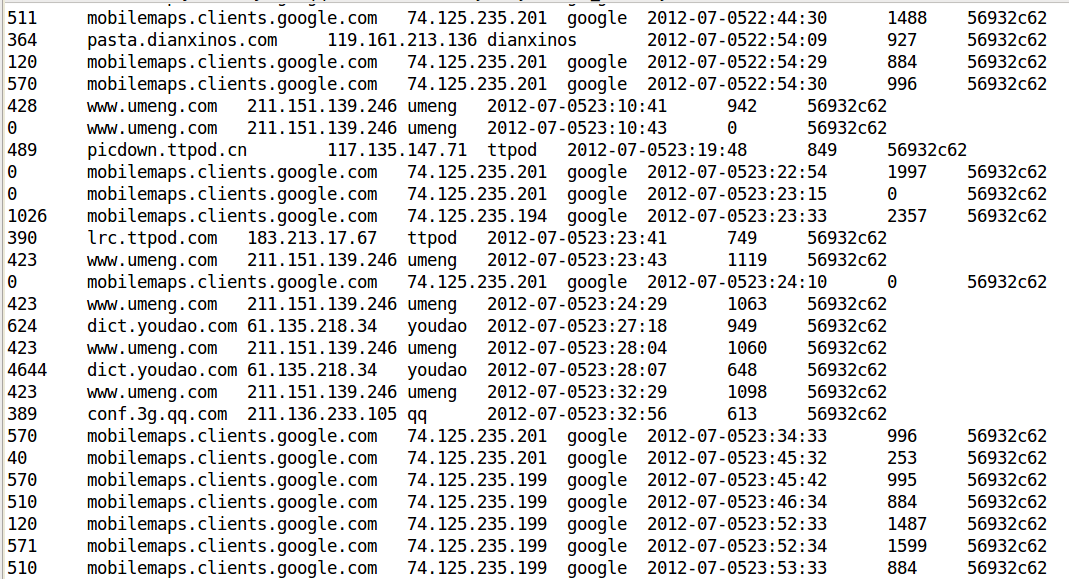 511 mobilemaps.clients.google.com 74.125.235.201 google 2012-07-0522:44:30 1488 56932c62
364 pasta.dianxinos.com 119.161.213.136 dianxinos 2012-07-0522:54:09 927 56932c62
120 mobilemaps.clients.google.com 74.125.235.201 google 2012-07-0522:54:29 884 56932c62
570 mobilemaps.clients.google.com 74.125.235.201 google 2012-07-0522:54:30 996 56932c62
428 www.umeng.com 211.151.139.246 umeng 2012-07-0523:10:41 942 56932c62
0 www.umeng.com 211.151.139.246 umeng 2012-07-0523:10:43 0 56932c62
489 picdown.ttpod.cn 117.135.147.71 ttpod 2012-07-0523:19:48 849 56932c62
0 mobilemaps.clients.google.com 74.125.235.201 google 2012-07-0523:22:54 1997 56932c62
0 mobilemaps.clients.google.com 74.125.235.201 google 2012-07-0523:23:15 0 56932c62
1026 mobilemaps.clients.google.com 74.125.235.194 google 2012-07-0523:23:33 2357 56932c62
390 lrc.ttpod.com 183.213.17.67 ttpod 2012-07-0523:23:41 749 56932c62
423 www.umeng.com 211.151.139.246 umeng 2012-07-0523:23:43 1119 56932c62
0 mobilemaps.clients.google.com 74.125.235.201 google 2012-07-0523:24:10 0 56932c62
423 www.umeng.com 211.151.139.246 umeng 2012-07-0523:24:29 1063 56932c62
624 dict.youdao.com 61.135.218.34 youdao 2012-07-0523:27:18 949 56932c62
423 www.umeng.com 211.151.139.246 umeng 2012-07-0523:28:04 1060 56932c62
4644 dict.youdao.com 61.135.218.34 youdao 2012-07-0523:28:07 648 56932c62
423 www.umeng.com 211.151.139.246 umeng 2012-07-0523:32:29 1098 56932c62
389 conf.3g.qq.com 211.136.233.105 qq 2012-07-0523:32:56 613 56932c62
570 mobilemaps.clients.google.com 74.125.235.201 google 2012-07-0523:34:33 996 56932c62
40 mobilemaps.clients.google.com 74.125.235.201 google 2012-07-0523:45:32 253 56932c62
570 mobilemaps.clients.google.com 74.125.235.199 google 2012-07-0523:45:42 995 56932c62
510 mobilemaps.clients.google.com 74.125.235.199 google 2012-07-0523:46:34 884 56932c62
120 mobilemaps.clients.google.com 74.125.235.199 google 2012-07-0523:52:33 1487 56932c62
571 mobilemaps.clients.google.com 74.125.235.199 google 2012-07-0523:52:34 1599 56932c62
510 mobilemaps.clients.google.com 74.125.235.199 google 2012-07-0523:53:33 884 56932c62